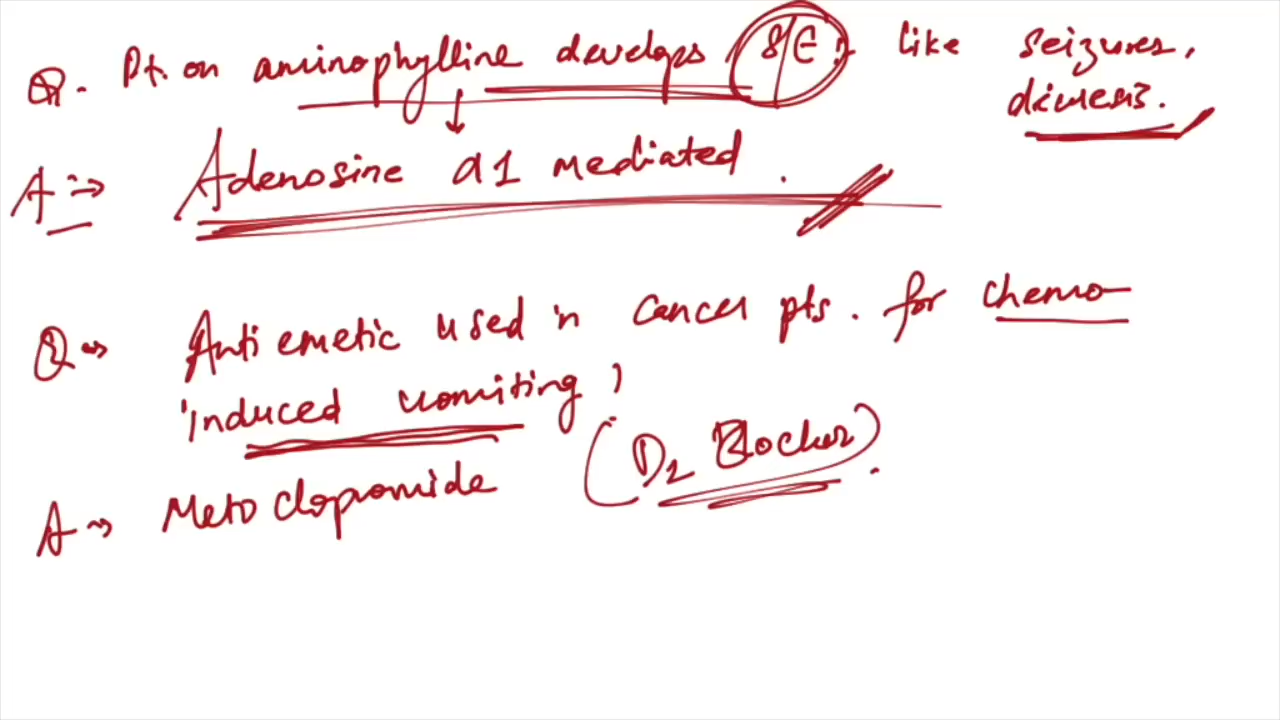 Q. Pt. on aminophylline develops S/E: like seizures,
diuresis.
A ⇒ Adenosine a1 mediated.
Q ⇒ Anti emetic used in cancer pts. for chemo
induced vomiting,
A ⇒ Metoclopromide (D2 Blocker).